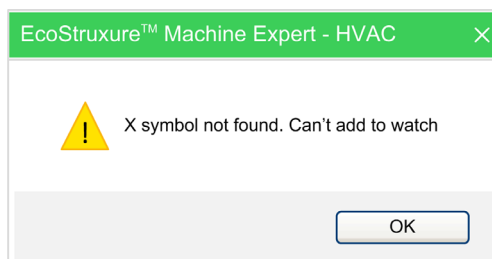 EcoStruxure™ Machine Expert - HVAC
X symbol not found. Can’t add to watch
OK